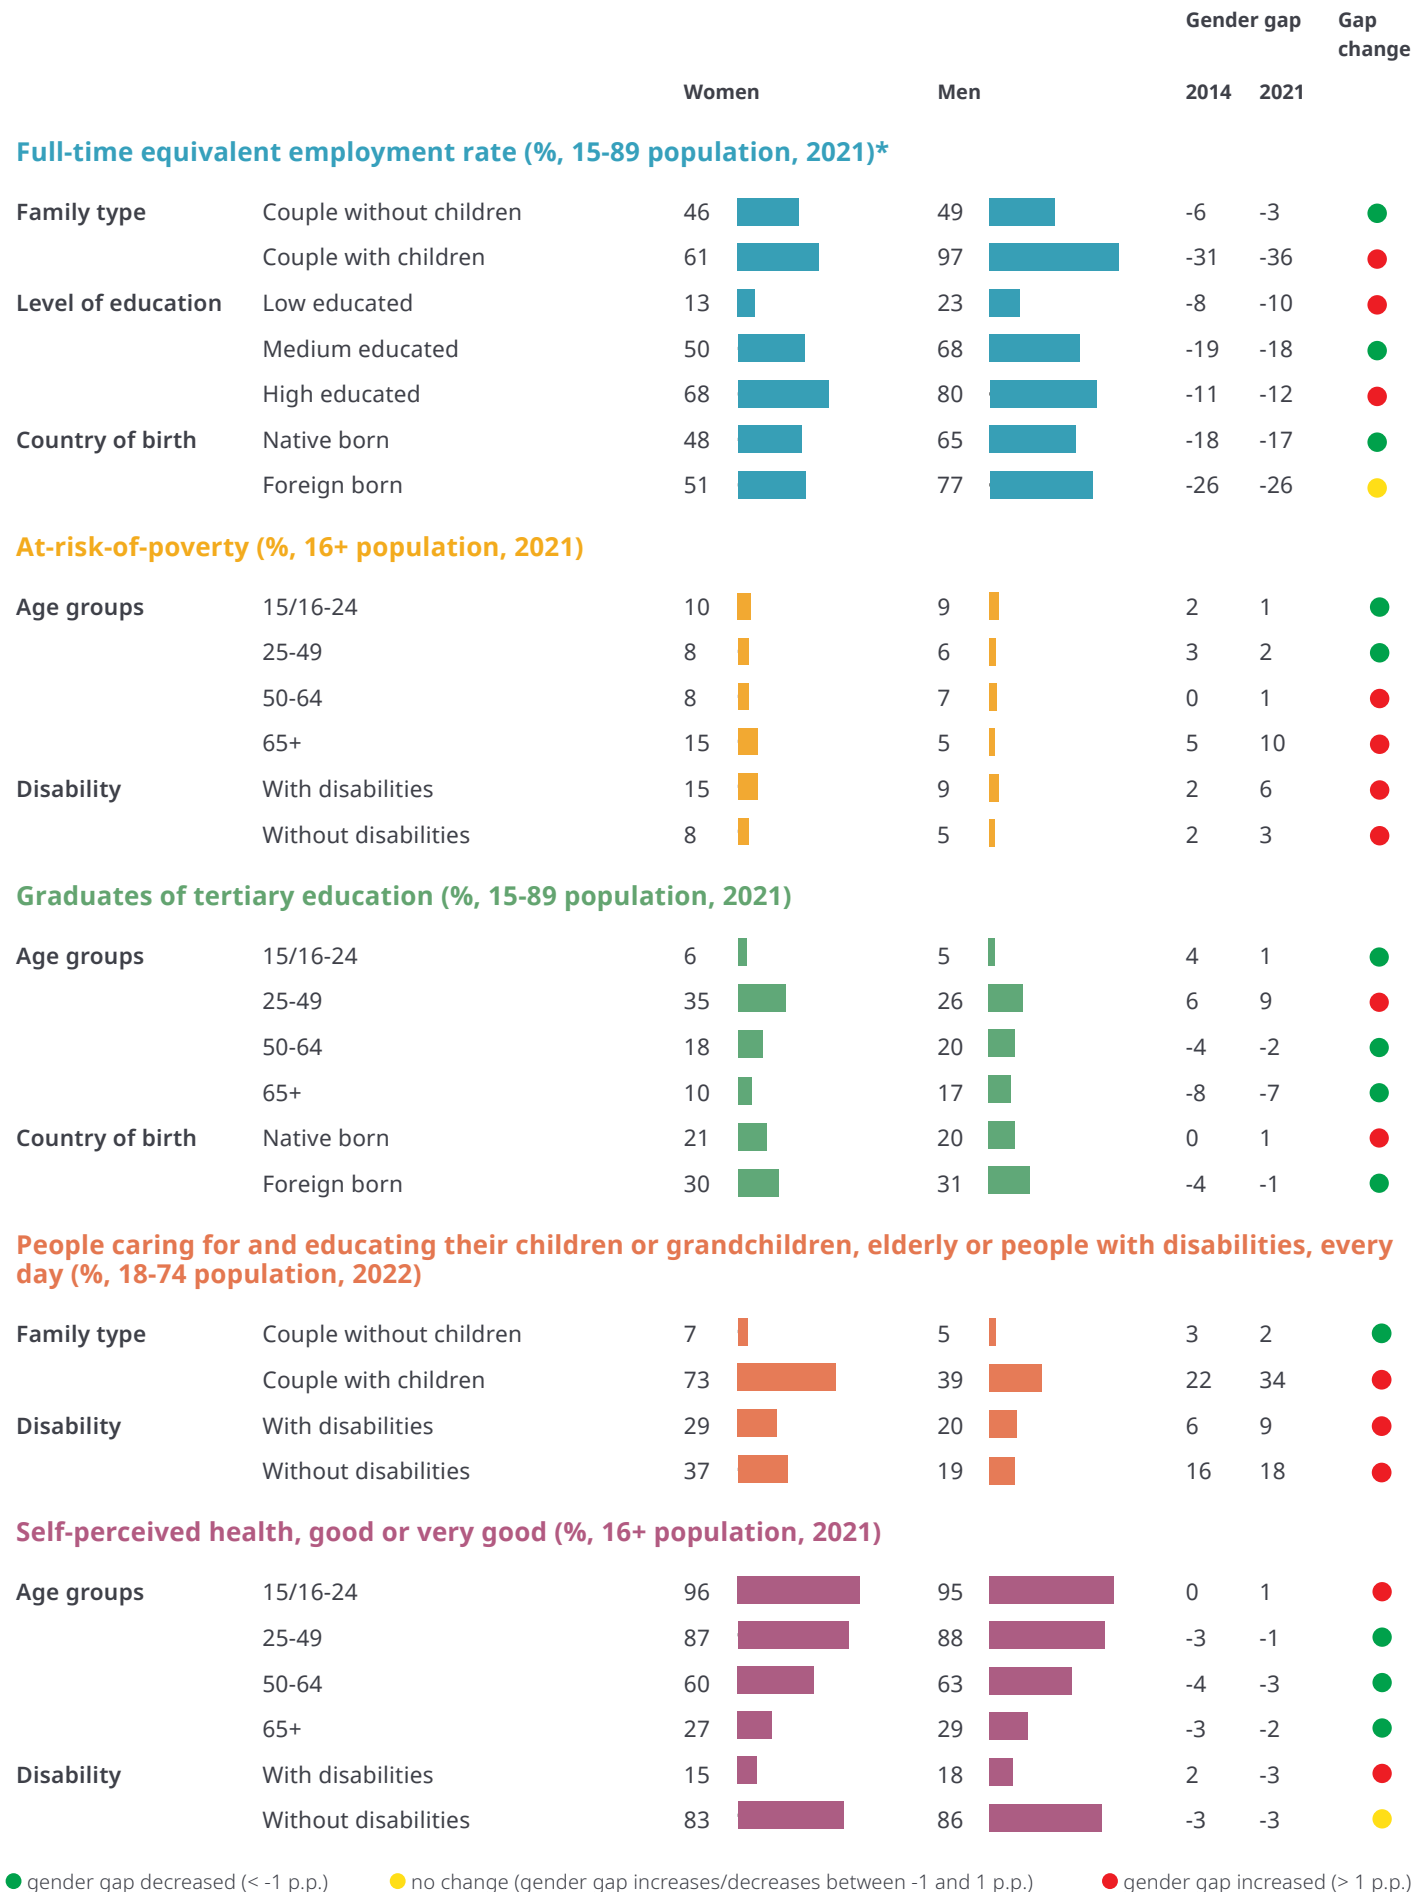 Gender gap Gap
change
Women Men 2014 2021
Full-time equivalent employment rate (%, 15-89 population, 2021)*
Family type Couple without children 46 49 -6 -3
Couple with children 61 97 -31 -36
Level of education Low educated 13 23 -8 -10
Medium educated 50 68 -19 -18
High educated 68 80 -11 -12
Country of birth Native born 48 65 -18 -17
Foreign born 51 77 -26 -26
At-risk-of-poverty (%, 16+ population, 2021)
Age groups 15/16-24 10 9 2 1
25-49 8 6 3 2
50-64 8 7 0 1
65+ 15 5 5 10
Disability With disabilities 15 9 2 6
Without disabilities 8 5 2 3
Graduates of tertiary education (%, 15-89 population, 2021)
Age groups 15/16-24 6 5 4 1
25-49 35 26 6 9
50-64 18 20 -4 -2
65+ 10 17 -8 -7
Country of birth Native born 21 20 0 1
Foreign born 30 31 -4 -1
People caring for and educating their children or grandchildren, elderly or people with disabilities, every
day (%, 18-74 population, 2022)
Family type Couple without children 7 5 3 2
Couple with children 73 39 22 34
Disability With disabilities 29 20 6 9
Without disabilities 37 19 16 18
Self-perceived health, good or very good (%, 16+ population, 2021)
Age groups 15/16-24 96 95 0 1
25-49 87 88 -3 -1
50-64 60 63 -4 -3
65+ 27 29 -3 -2
Disability With disabilities 15 18 2 -3
Without disabilities 83 86 -3 -3
gender gap decreased (< -1 p.p.) no change (gender gap increases/decreases between -1 and 1 p.p.) gender gap increased (> 1 p.p.)